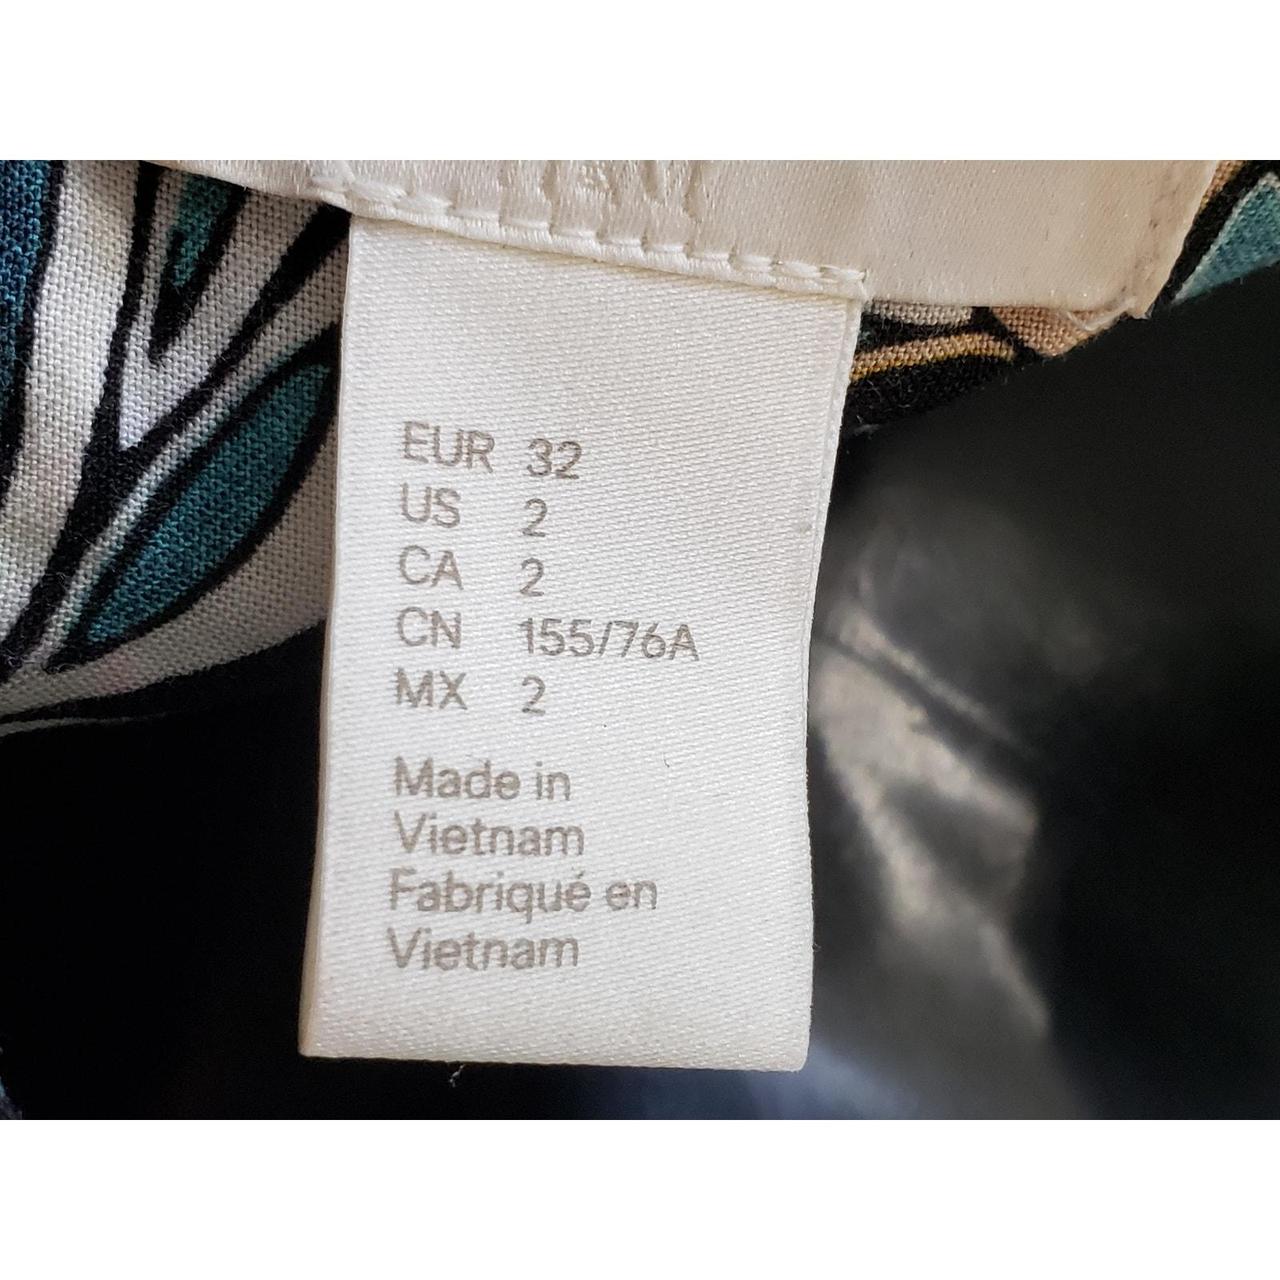 EUR 32
US 2
CA 2
CN 155/76A
MX 2
Made in
Vietnam
Fabriqué en
Vietnam